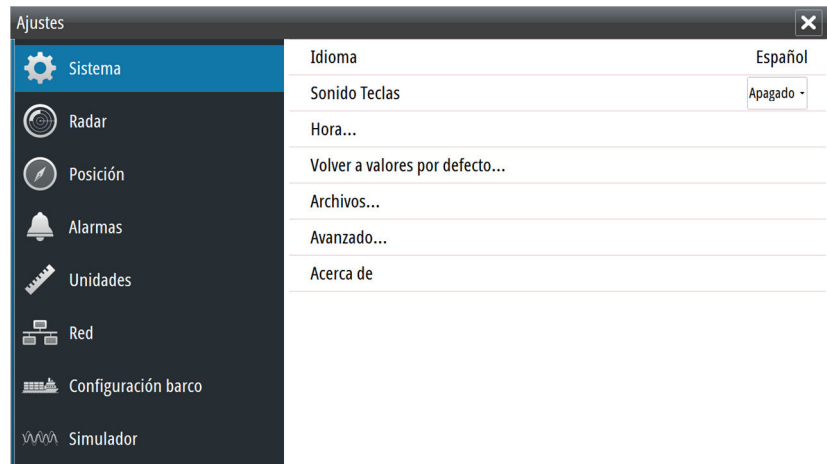 Ajustes
Sistema
Radar
Posición
Alarmas
Unidades
Red
Configuración barco
Simulador
Idioma Español
Sonido Teclas Apagado
Hora...
Volver a valores por defecto...
Archivos...
Avanzado...
Acerca de